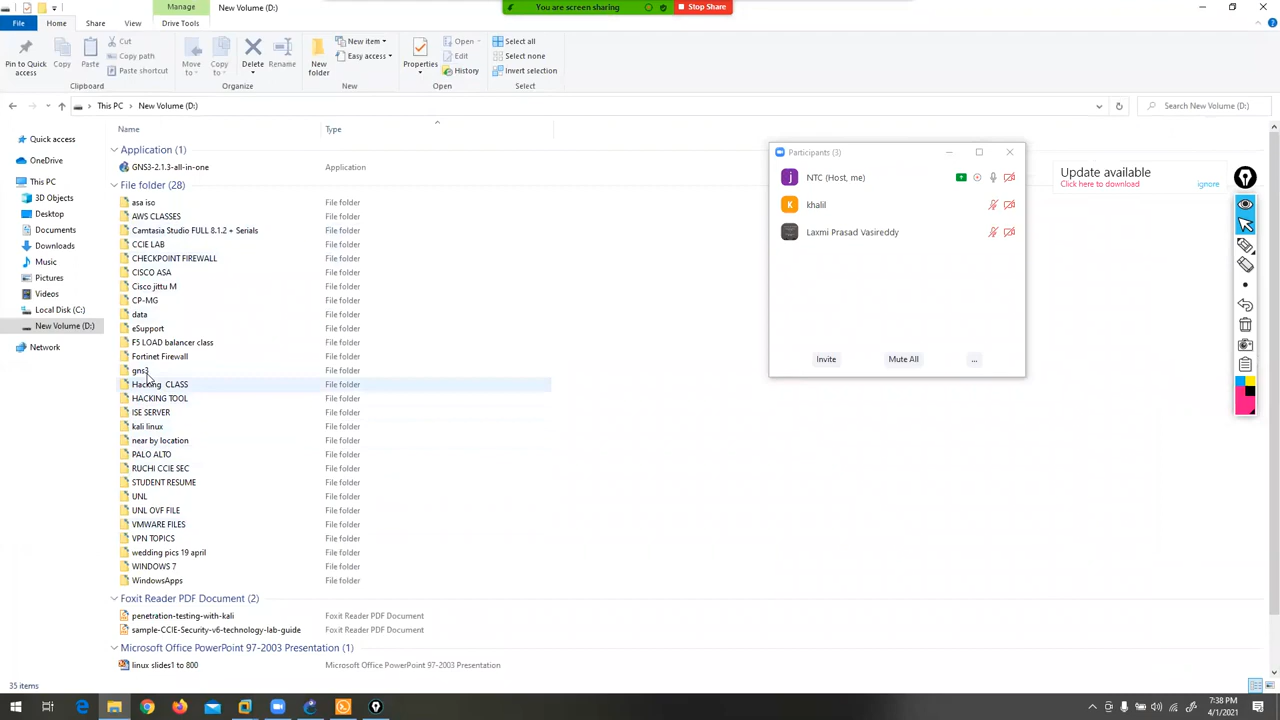 Manage
New Volume (D:)
You are screen sharing
Stop Share
File
Home
Share
View
Drive Tools
Pin to Quick access
Copy
Paste
Cut
Copy path
Paste shortcut
Clipboard
Move to
Copy to
Delete
Rename
Organize
New folder
New item
Easy access
New
Properties
Open
Edit
History
Open
Select all
Select none
Invert selection
Select
This PC > New Volume (D:)
Search New Volume (D:)
Quick access
OneDrive
This PC
3D Objects
Desktop
Documents
Downloads
Music
Pictures
Videos
Local Disk (C:)
New Volume (D:)
Network
Name Type
Application (1)
GNS3-2.1.3-all-in-one Application
File folder (28)
asa iso File folder
AWS CLASSES File folder
Camtasia Studio FULL 8.1.2 + Serials File folder
CCIE LAB File folder
CHECKPOINT FIREWALL File folder
CISCO ASA File folder
Cisco jittu M File folder
CP-MG File folder
data File folder
eSupport File folder
F5 LOAD balancer class File folder
Fortinet Firewall File folder
gns3 File folder
Hacking CLASS File folder
HACKING TOOL File folder
ISE SERVER File folder
kali linux File folder
near by location File folder
PALO ALTO File folder
RUCHI CCIE SEC File folder
STUDENT RESUME File folder
UNL File folder
UNL OVF FILE File folder
VMWARE FILES File folder
VPN TOPICS File folder
wedding pics 19 april File folder
WINDOWS 7 File folder
WindowsApps File folder
Foxit Reader PDF Document (2)
penetration-testing-with-kali Foxit Reader PDF Document
sample-CCIE-Security-v6-technology-lab-guide Foxit Reader PDF Document
Microsoft Office PowerPoint 97-2003 Presentation (1)
linux slides1 to 800 Microsoft Office PowerPoint 97-2003 Presentation
35 items
Participants (3)
j NTC (Host, me)
K khalil
Laxmi Prasad Vasireddy
Invite
Mute All
...
Update available
Click here to download
ignore
7:38 PM
4/1/2021